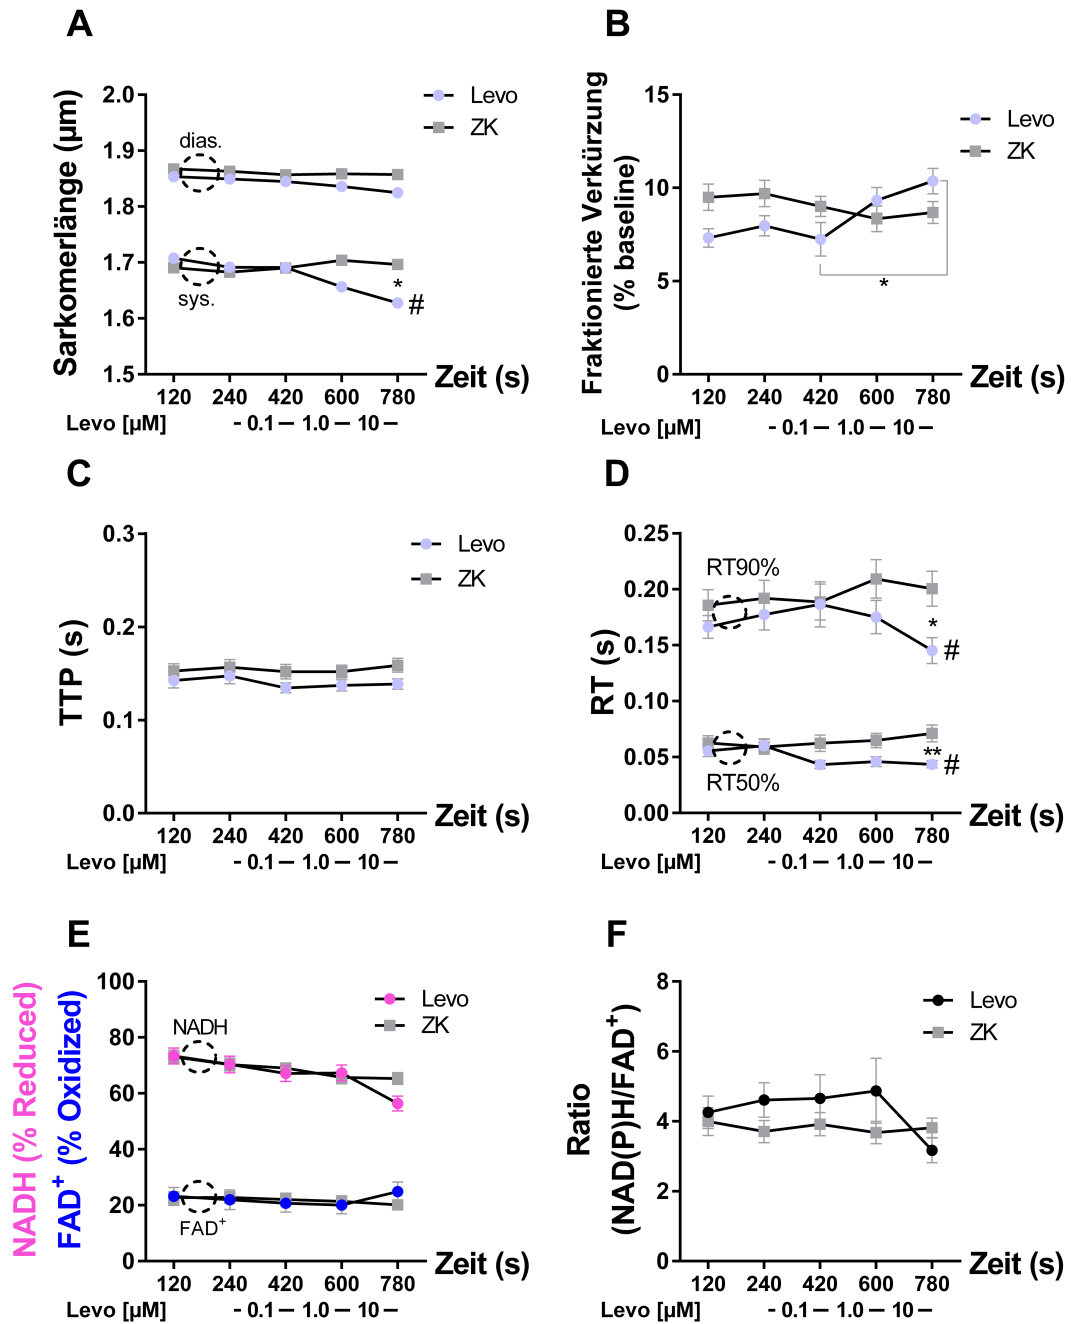 A
Sarkomerlänge (µm)
2.0
1.9
1.8
1.7
1.6
1.5
dias.
sys.
Levo
ZK
*
#
120 240 420 600 780
Zeit (s)
Levo [µM] - 0.1 – 1.0 – 10 –
B
Fraktionierte Verkürzung
(% baseline)
15
10
5
0
Levo
ZK
*
120 240 420 600 780
Zeit (s)
Levo [µM] - 0.1 – 1.0 – 10 –
C
TTP (s)
0.3
0.2
0.1
0.0
Levo
ZK
120 240 420 600 780
Zeit (s)
Levo [µM] - 0.1 – 1.0 – 10 –
D
RT (s)
0.25
0.20
0.15
0.10
0.05
0.00
RT90%
*
#
**
#
RT50%
120 240 420 600 780
Zeit (s)
Levo [µM] - 0.1 – 1.0 – 10 –
E
NADH (% Reduced)
FAD⁺ (% Oxidized)
100
80
60
40
20
0
NADH
FAD⁺
Levo
ZK
120 240 420 600 780
Zeit (s)
Levo [µM] - 0.1 – 1.0 – 10 –
F
Ratio
(NAD(P)H/FAD⁺)
8
6
4
2
0
Levo
ZK
120 240 420 600 780
Zeit (s)
Levo [µM] - 0.1 – 1.0 – 10 –